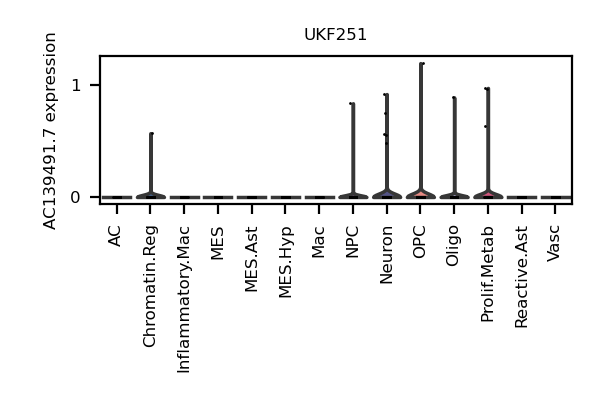 UKF251
AC139491.7 expression
1
0
AC
Chromatin.Reg
Inflammatory.Mac
MES
MES.Ast
MES.Hyp
Mac
NPC
Neuron
OPC
Oligo
Prolif.Metab
Reactive.Ast
Vasc